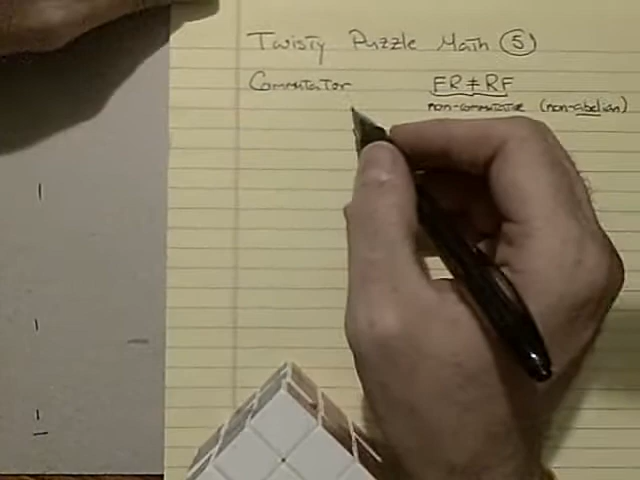 Twisty Puzzle Math 5
Commutator FR ≠ RF
non-commutative (non-abelian)